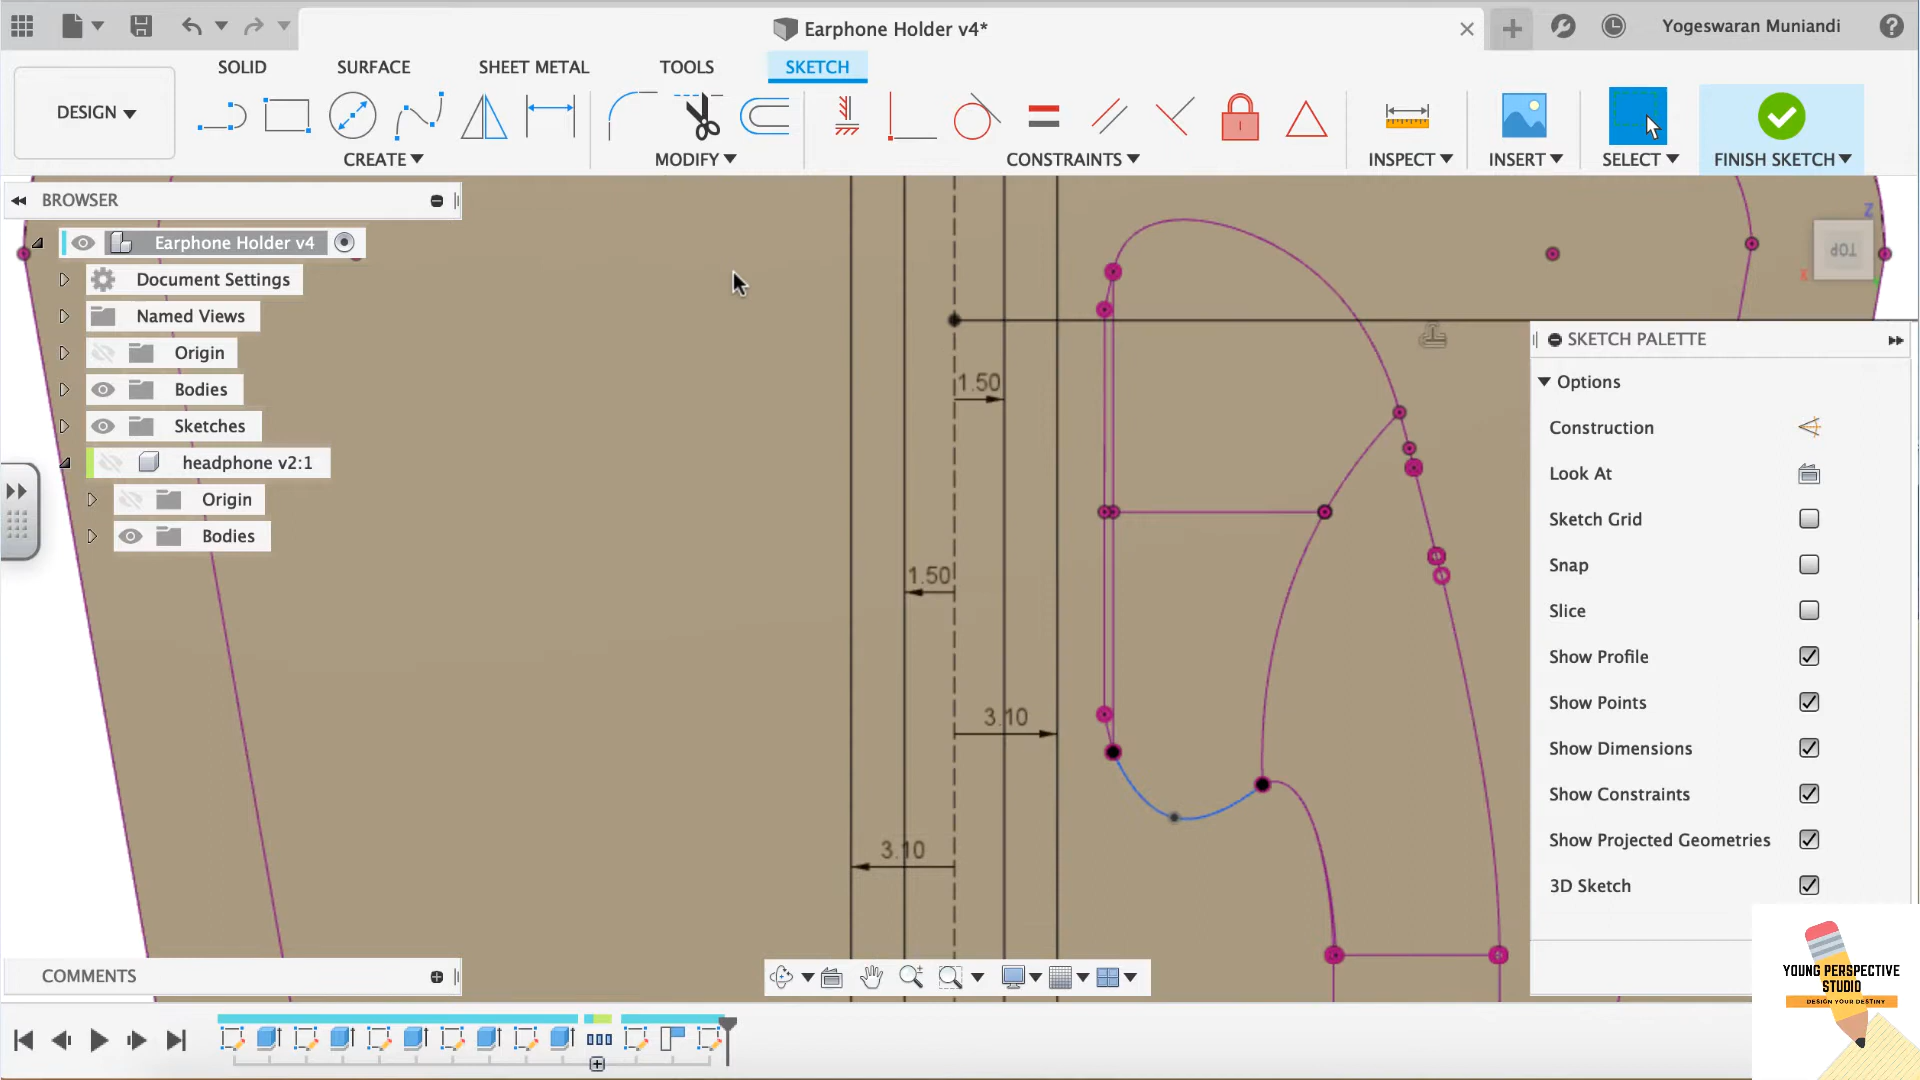 Earphone Holder v4*
Yogeswaran Muniandi
DESIGN
SOLID
SURFACE
SHEET METAL
TOOLS
SKETCH
CREATE
MODIFY
CONSTRAINTS
INSPECT
INSERT
SELECT
FINISH SKETCH
BROWSER
Earphone Holder v4
Document Settings
Named Views
Origin
Bodies
Sketches
headphone v2:1
Origin
Bodies
1.50
1.50
3.10
3.10
Z
TOP
X
SKETCH PALETTE
Options
Construction
Look At
Sketch Grid
Snap
Slice
Show Profile
Show Points
Show Dimensions
Show Constraints
Show Projected Geometries
3D Sketch
COMMENTS
YOUNG PERSPECTIVE
STUDIO
DESIGN YOUR DESTINY